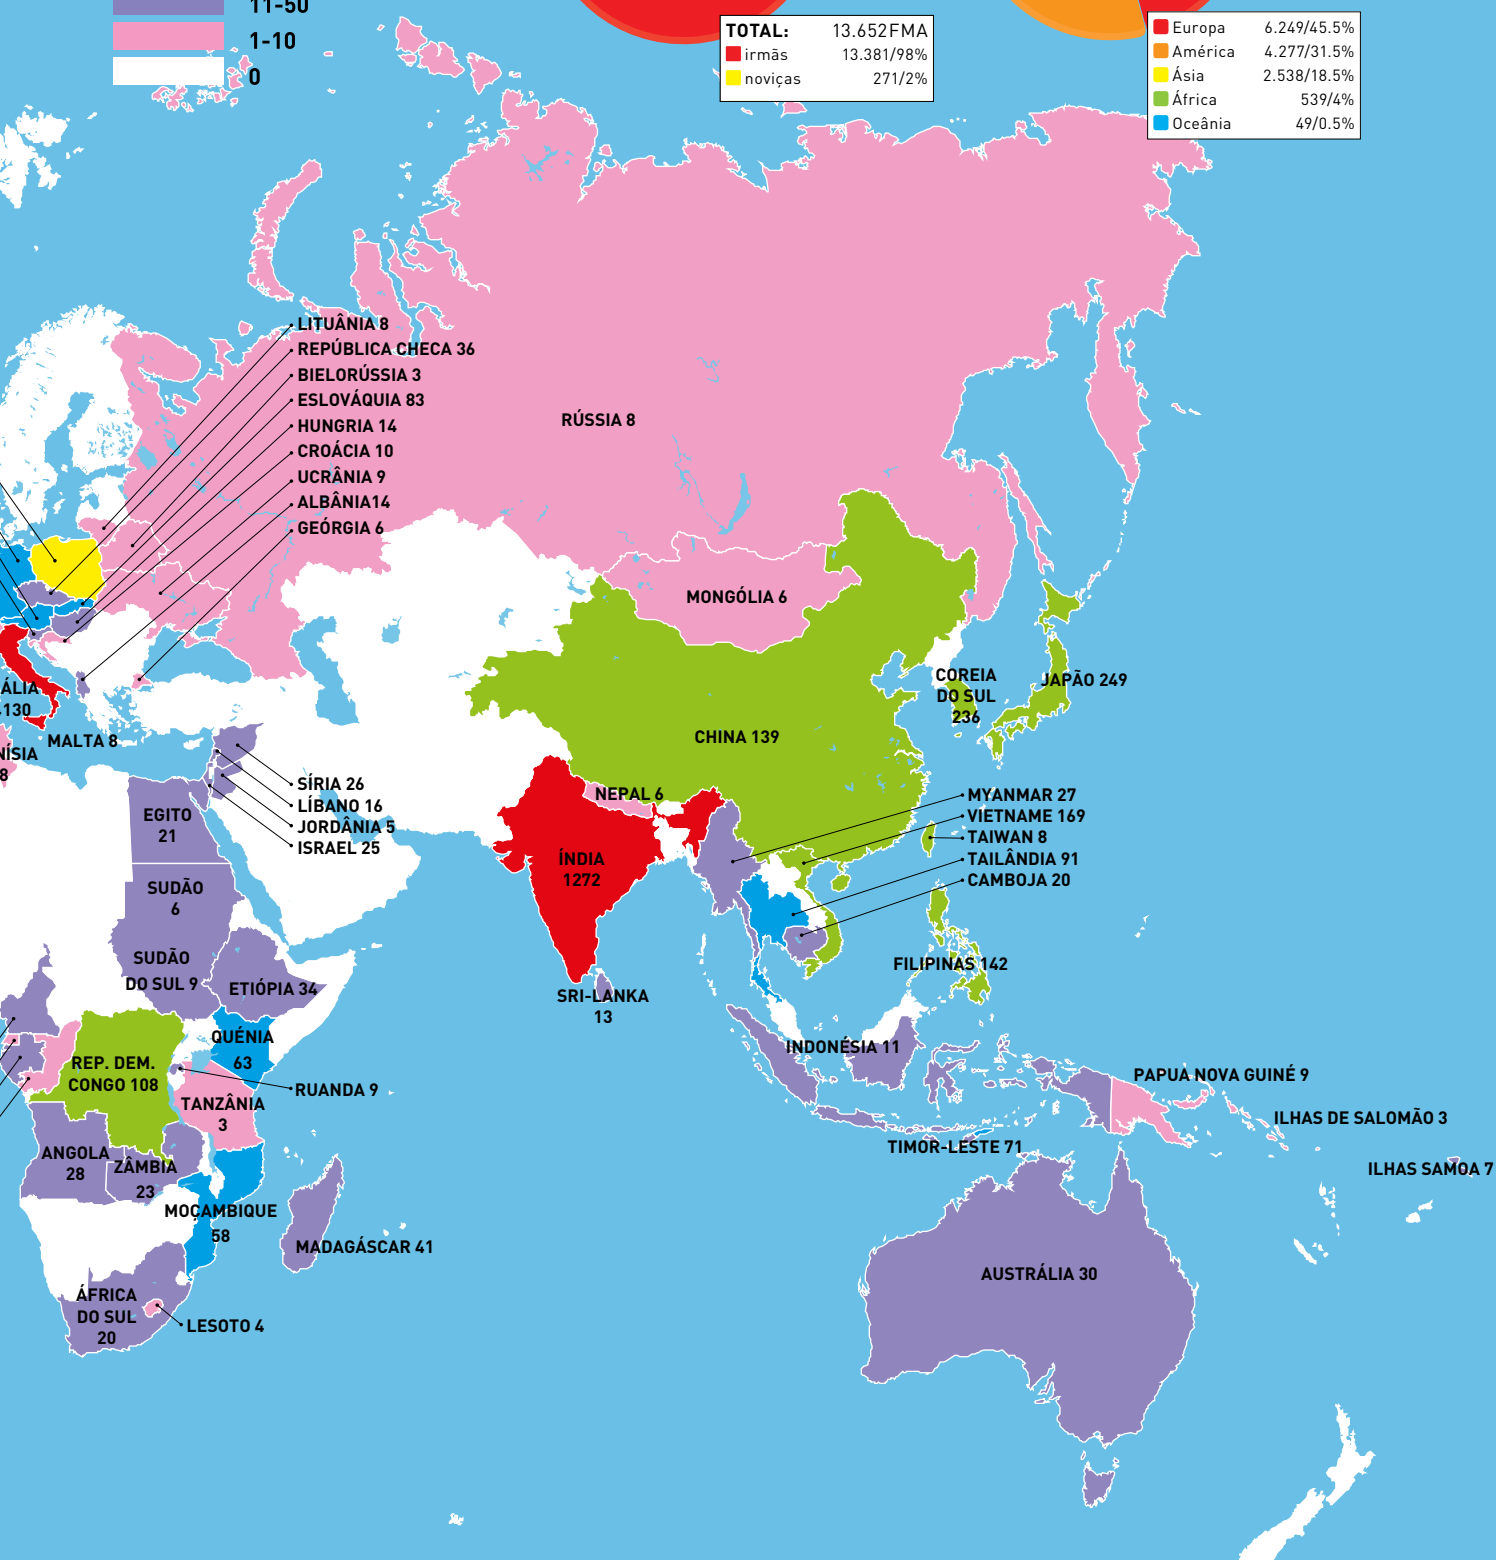 11-50
1-10
0
TOTAL: 13.652FMA
irmãs 13.381/98%
noviças 271/2%
Europa 6.249/45.5%
América 4.277/31.5%
Ásia 2.538/18.5%
África 539/4%
Oceânia 49/0.5%
LITUÂNIA 8
REPÚBLICA CHECA 36
BIELORÚSSIA 3
ESLOVÁQUIA 83
HUNGRIA 14
CROÁCIA 10
UCRÂNIA 9
ALBÂNIA14
GEÓRGIA 6
RÚSSIA 8
MONGÓLIA 6
COREIA
DO SUL
236
JAPÃO 249
CHINA 139
ÁLIA
130
MALTA 8
NÍSIA
8
SÍRIA 26
LÍBANO 16
JORDÂNIA 5
ISRAEL 25
EGITO
21
NEPAL 6
MYANMAR 27
VIETNAME 169
TAIWAN 8
TAILÂNDIA 91
CAMBOJA 20
ÍNDIA
1272
SUDÃO
6
SUDÃO
DO SUL 9
ETIÓPIA 34
SRI-LANKA
13
FILIPINAS 142
QUÉNIA
63
REP. DEM.
CONGO 108
RUANDA 9
TANZÂNIA
3
INDONÉSIA 11
PAPUA NOVA GUINÉ 9
ILHAS DE SALOMÃO 3
TIMOR-LESTE 71
ILHAS SAMOA 7
ANGOLA
28
ZÂMBIA
23
MOÇAMBIQUE
58
MADAGÁSCAR 41
AUSTRÁLIA 30
ÁFRICA
DO SUL
20
LESOTO 4